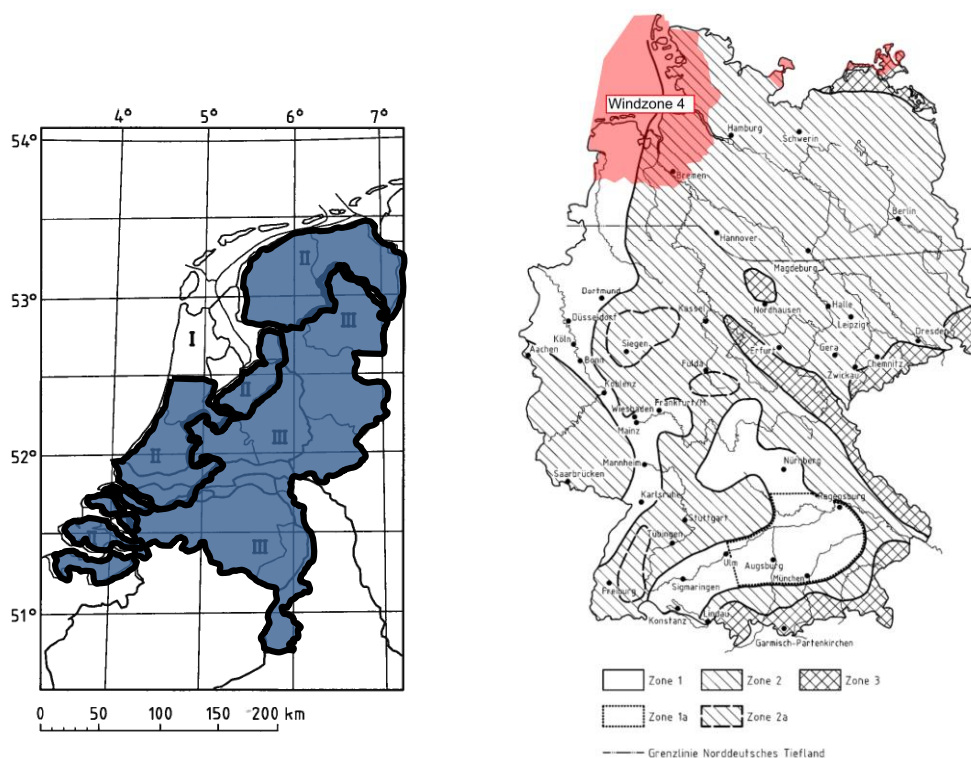 4° 5° 6° 7°
54°
53°
52°
51°
II
III
I
II
III
II
II
III
0 50 100 150 200 km
Windzone 4
Hamburg
Schwerin
Bremen
Berlin
Hannover
Magdeburg
Dortmund
Nordhausen
Halle
Leipzig
Düsseldorf
Kassel
Dresden
Köln
Siegen
Erfurt
Gera
Chemnitz
Aachen
Bonn
Fulda
Zwickau
Koblenz
Wiesbaden
Frankfurt/M.
Mainz
Mannheim
Nürnberg
Saarbrücken
Karlsruhe
Regensburg
Stuttgart
Tübingen
Ulm
Augsburg
München
Freiburg
Sigmaringen
Konstanz
Lindau
Garmisch-Partenkirchen
Zone 1 Zone 2 Zone 3
Zone 1a Zone 2a
Grenzlinie Norddeutsches Tiefland